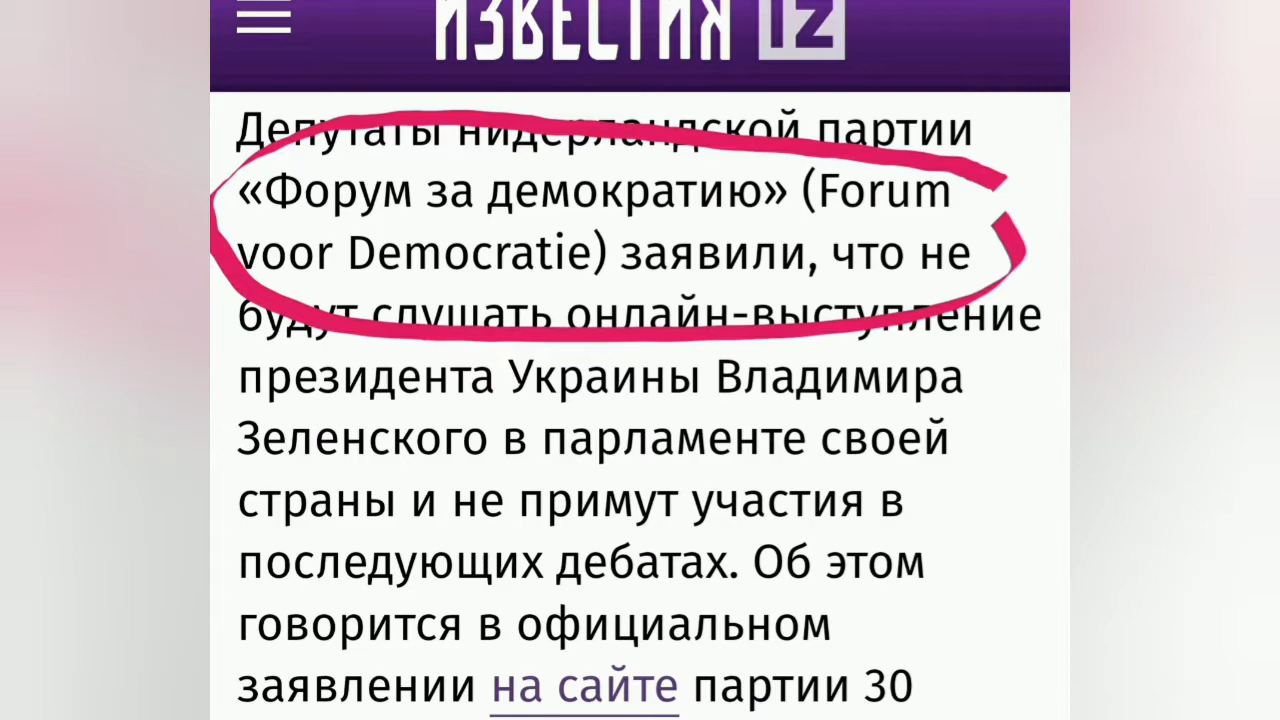 ИЗВЕСТИЯ IZ
Депутаты нидерландской партии
«Форум за демократию» (Forum
voor Democratie) заявили, что не
будут слушать онлайн-выступление
президента Украины Владимира
Зеленского в парламенте своей
страны и не примут участия в
последующих дебатах. Об этом
говорится в официальном
заявлении на сайте партии 30